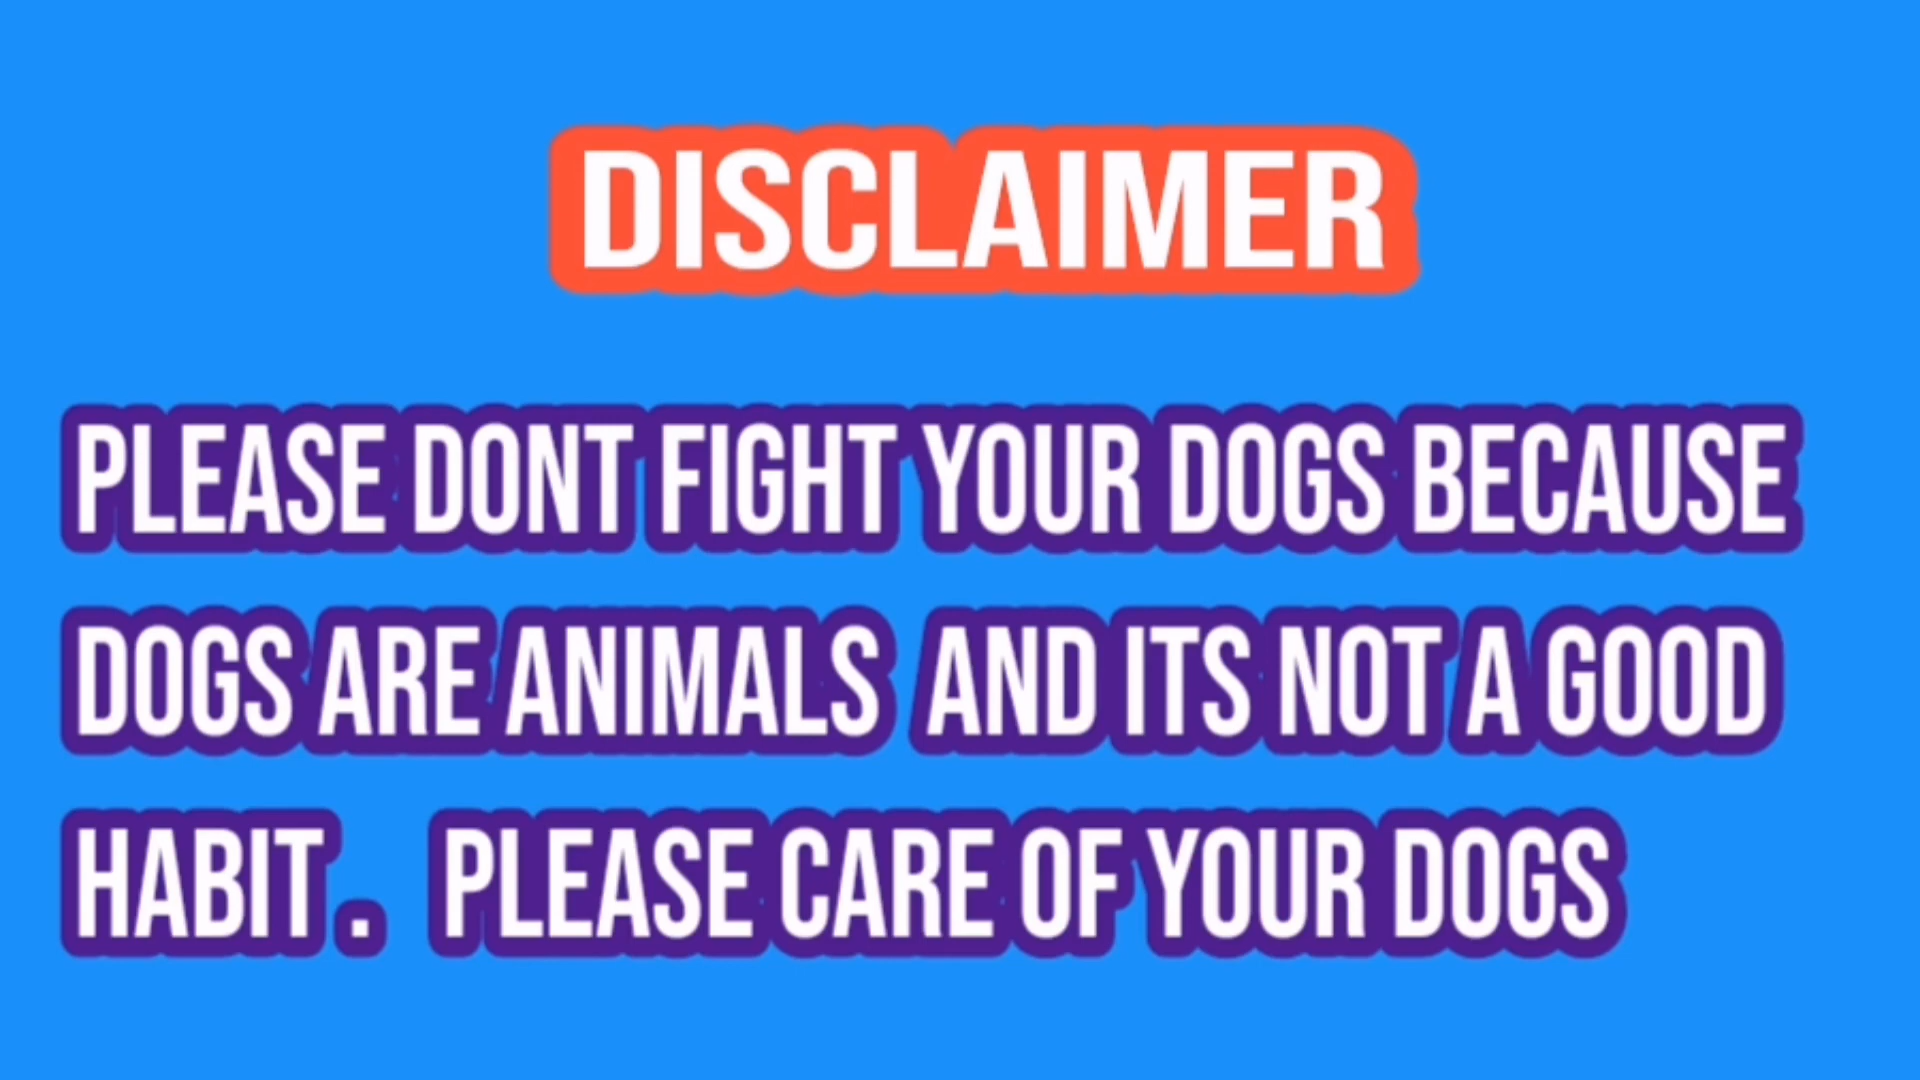 DISCLAIMER
PLEASE DONT FIGHT YOUR DOGS BECAUSE
DOGS ARE ANIMALS AND ITS NOT A GOOD
HABIT. PLEASE CARE OF YOUR DOGS